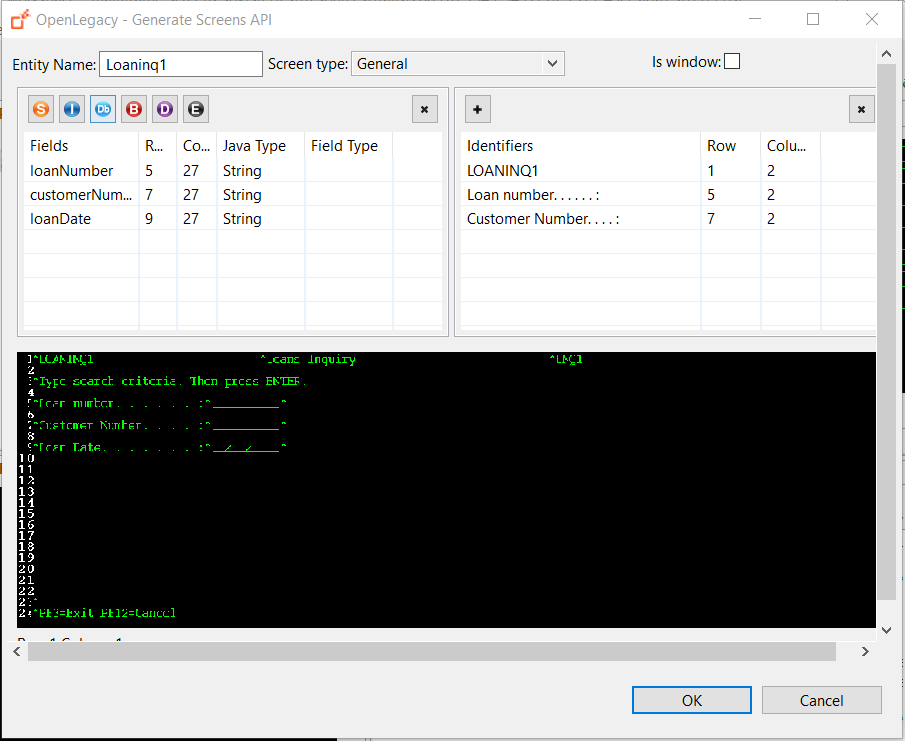 OpenLegacy - Generate Screens API
Entity Name: Loaninq1 Screen type: General Is window:
S I Db B D E
Fields R... Co... Java Type Field Type
loanNumber 5 27 String
customerNum... 7 27 String
loanDate 9 27 String
Identifiers Row Colu...
LOANINQ1 1 2
Loan number. . . . . . : 5 2
Customer Number. . . . : 7 2
1^LOANINQ1 ^Loans Inquiry ^LNQ1
2
3^Type search criteria. Then press ENTER.
4
5^Loan number. . . . . . . :^__________^
6
7^Customer Number. . . . . :^__________^
8
9^Loan Date. . . . . . . . :^__/__/____^
10
11
12
13
14
15
16
17
18
19
20
21
22
23^
24^PF3=Exit PF12=Cancel
OK Cancel